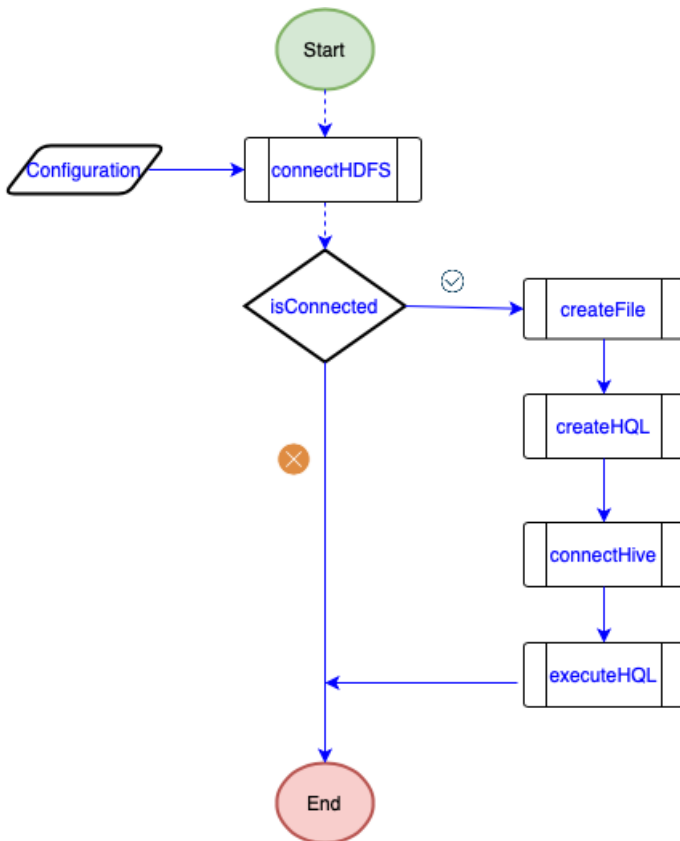 Start
Configuration
connectHDFS
isConnected
createFile
createHQL
connectHive
executeHQL
End